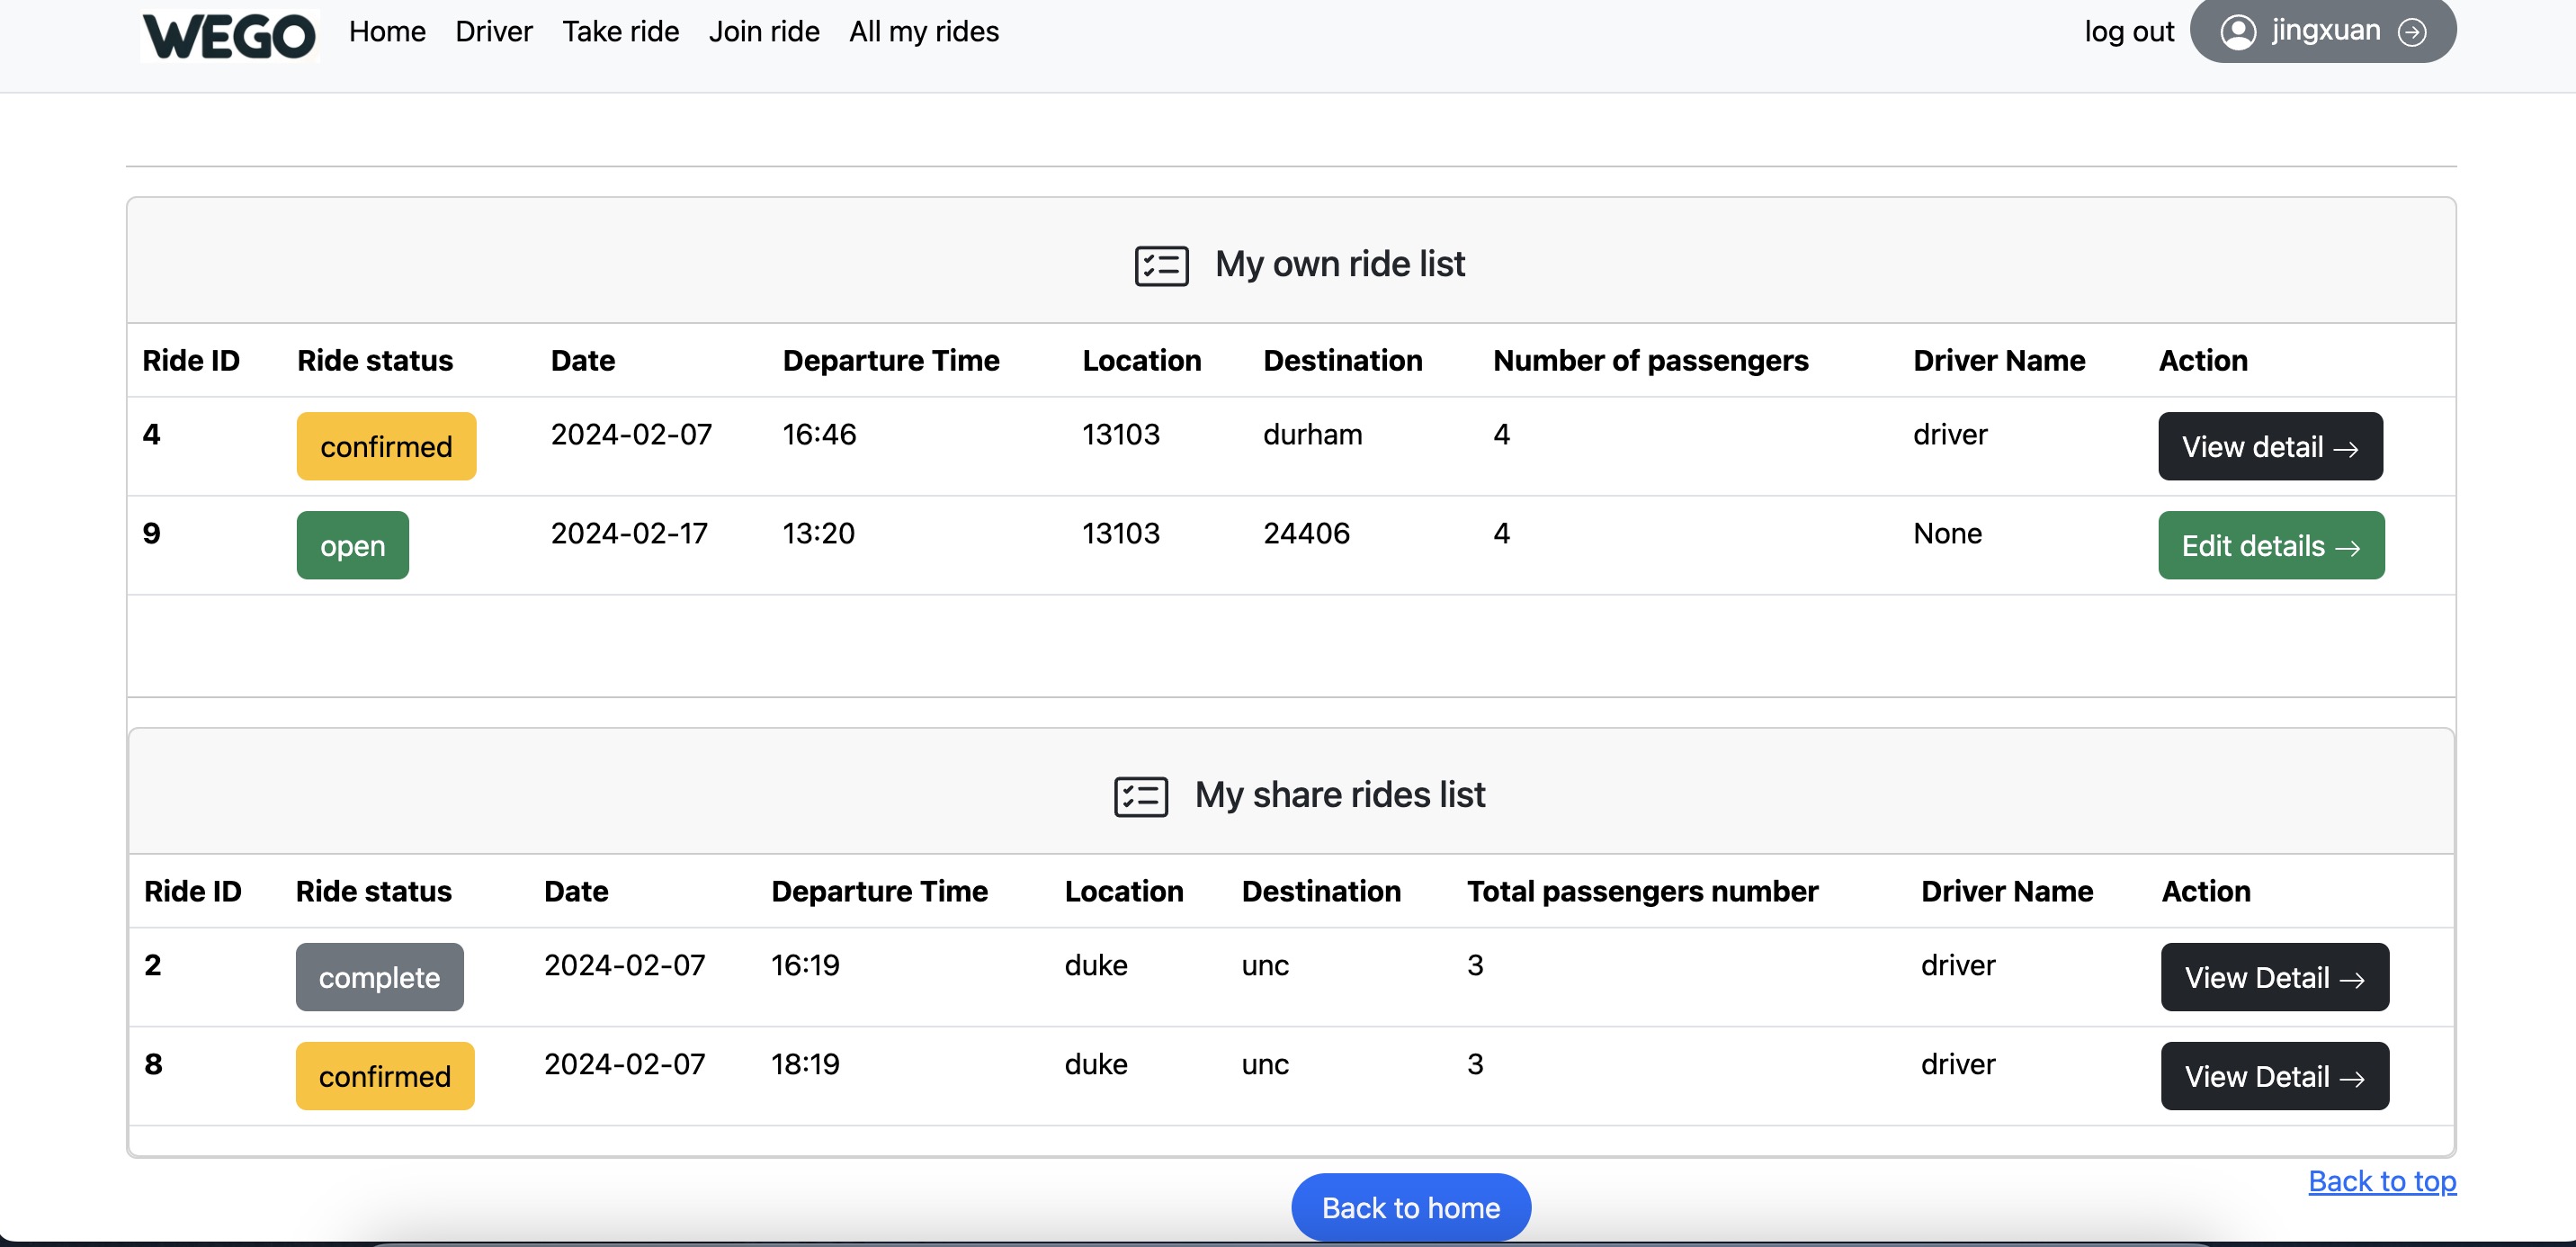 WEGO Home Driver Take ride Join ride All my rides log out jingxuan
My own ride list
Ride ID Ride status Date Departure Time Location Destination Number of passengers Driver Name Action
4 confirmed 2024-02-07 16:46 13103 durham 4 driver View detail →
9 open 2024-02-17 13:20 13103 24406 4 None Edit details →
My share rides list
Ride ID Ride status Date Departure Time Location Destination Total passengers number Driver Name Action
2 complete 2024-02-07 16:19 duke unc 3 driver View Detail →
8 confirmed 2024-02-07 18:19 duke unc 3 driver View Detail →
Back to top
Back to home